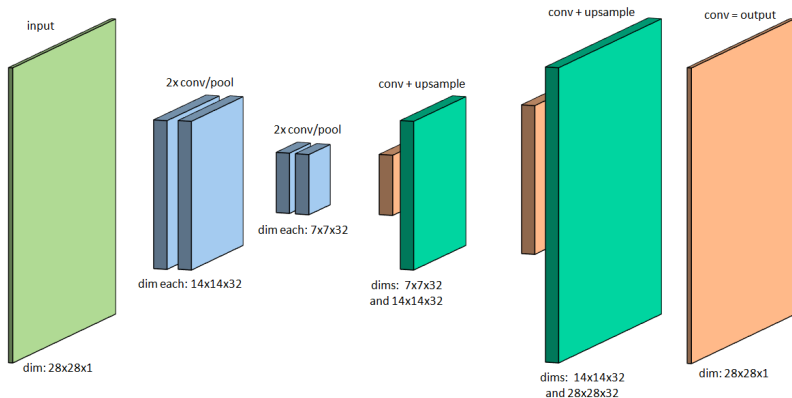 input
dim: 28x28x1
2x conv/pool
dim each: 14x14x32
2x conv/pool
dim each: 7x7x32
conv + upsample
dims:  7x7x32
and 14x14x32
conv + upsample
dims:  14x14x32
and 28x28x32
conv = output
dim: 28x28x1